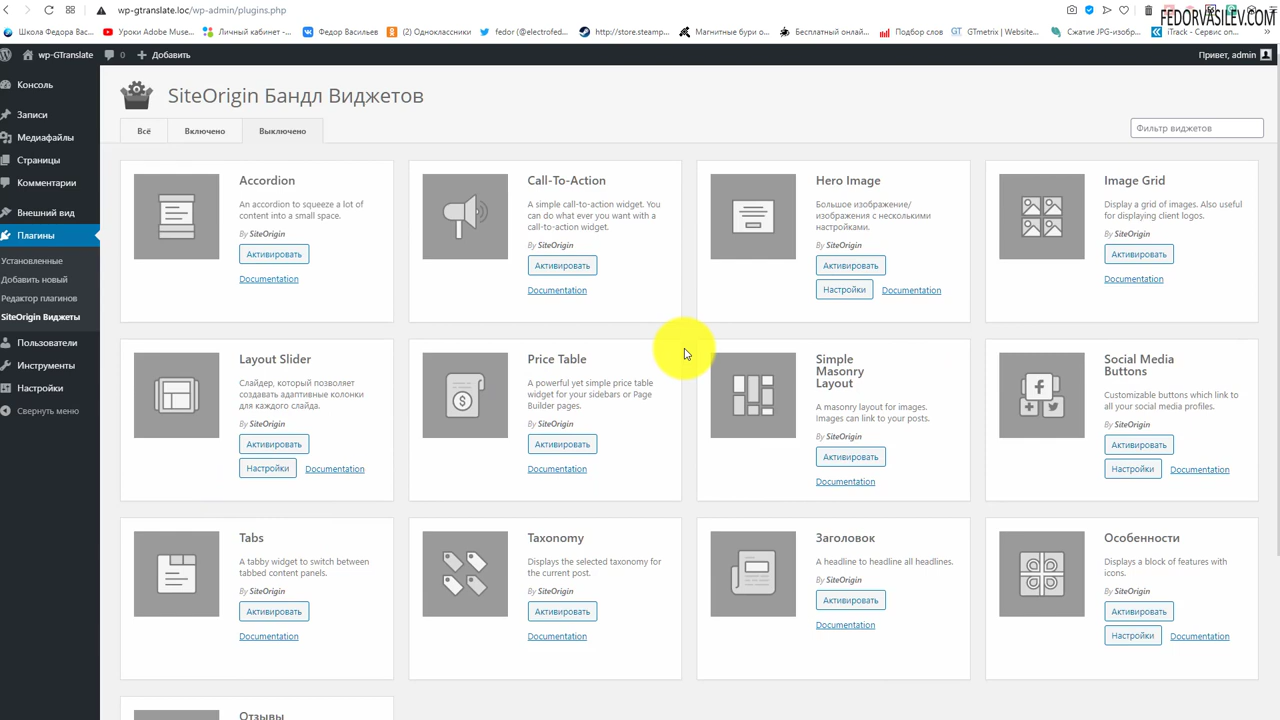 wp-gtranslate.loc/wp-admin/plugins.php
FEDORVASILEV.COM
Школа Федора Вас...
Уроки Adobe Muse...
Личный кабинет -...
Федор Васильев
(2) Одноклассники
fedor (@electrofed...
http://store.steamp...
Магнитные бури о...
Бесплатный онлай...
Подбор слов
GTmetrix | Website...
Сжатие JPG-изобр...
iTrack - Сервис оп...
wp-GTranslate
0
Добавить
Привет, admin
Консоль
Записи
Медиафайлы
Страницы
Комментарии
Внешний вид
Плагины
Установленные
Добавить новый
Редактор плагинов
SiteOrigin Виджеты
Пользователи
Инструменты
Настройки
Свернуть меню
SiteOrigin Бандл Виджетов
Всё
Включено
Выключено
Фильтр виджетов
Accordion
An accordion to squeeze a lot of
content into a small space.
By SiteOrigin
Активировать
Documentation
Call-To-Action
A simple call-to-action widget. You
can do what ever you want with a
call-to-action widget.
By SiteOrigin
Активировать
Documentation
Hero Image
Большое изображение/
изображения с несколькими
настройками.
By SiteOrigin
Активировать
Настройки
Documentation
Image Grid
Display a grid of images. Also useful
for displaying client logos.
By SiteOrigin
Активировать
Documentation
Layout Slider
Слайдер, который позволяет
создавать адаптивные колонки
для каждого слайда.
By SiteOrigin
Активировать
Настройки
Documentation
Price Table
A powerful yet simple price table
widget for your sidebars or Page
Builder pages.
By SiteOrigin
Активировать
Documentation
Simple
Masonry
Layout
A masonry layout for images.
Images can link to your posts.
By SiteOrigin
Активировать
Documentation
Social Media
Buttons
Customizable buttons which link to
all your social media profiles.
By SiteOrigin
Активировать
Настройки
Documentation
Tabs
A tabby widget to switch between
tabbed content panels.
By SiteOrigin
Активировать
Documentation
Taxonomy
Displays the selected taxonomy for
the current post.
By SiteOrigin
Активировать
Documentation
Заголовок
A headline to headline all headlines.
By SiteOrigin
Активировать
Documentation
Особенности
Displays a block of features with
icons.
By SiteOrigin
Активировать
Настройки
Documentation
Отзывы